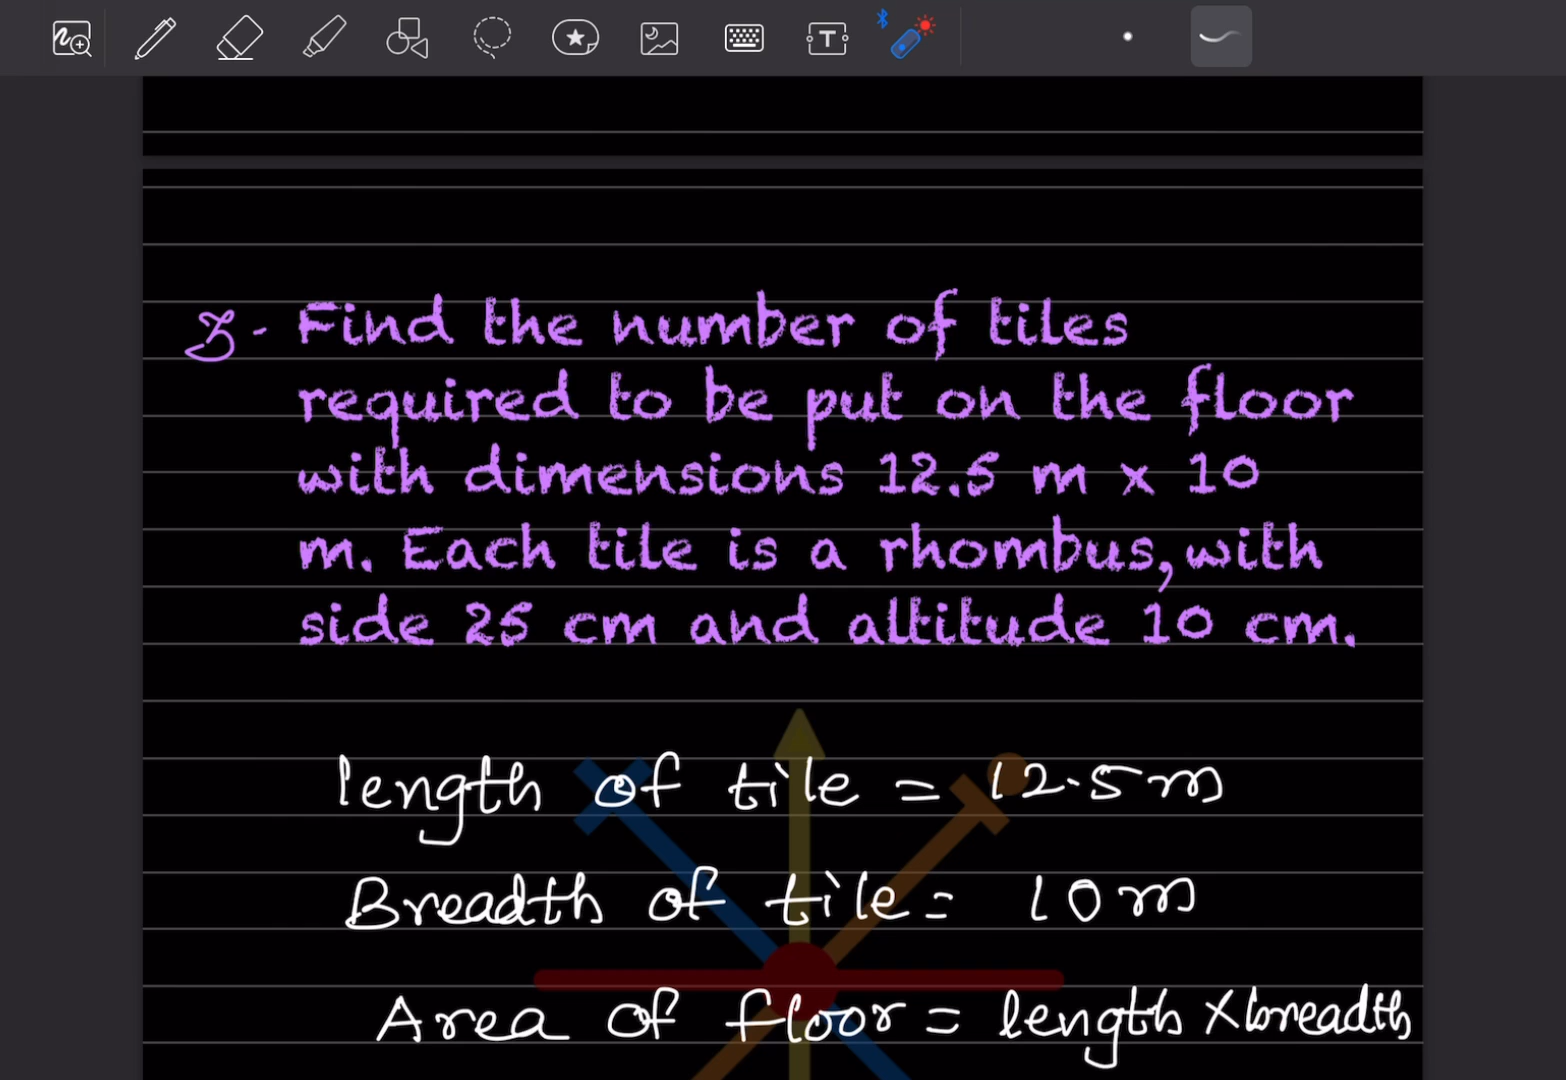 3. Find the number of tiles
required to be put on the floor
with dimensions 12.5 m x 10
m. Each tile is a rhombus, with
side 25 cm and altitude 10 cm.
length of tile = 12.5m
Breadth of tile = 10m
Area of floor = length × breadth